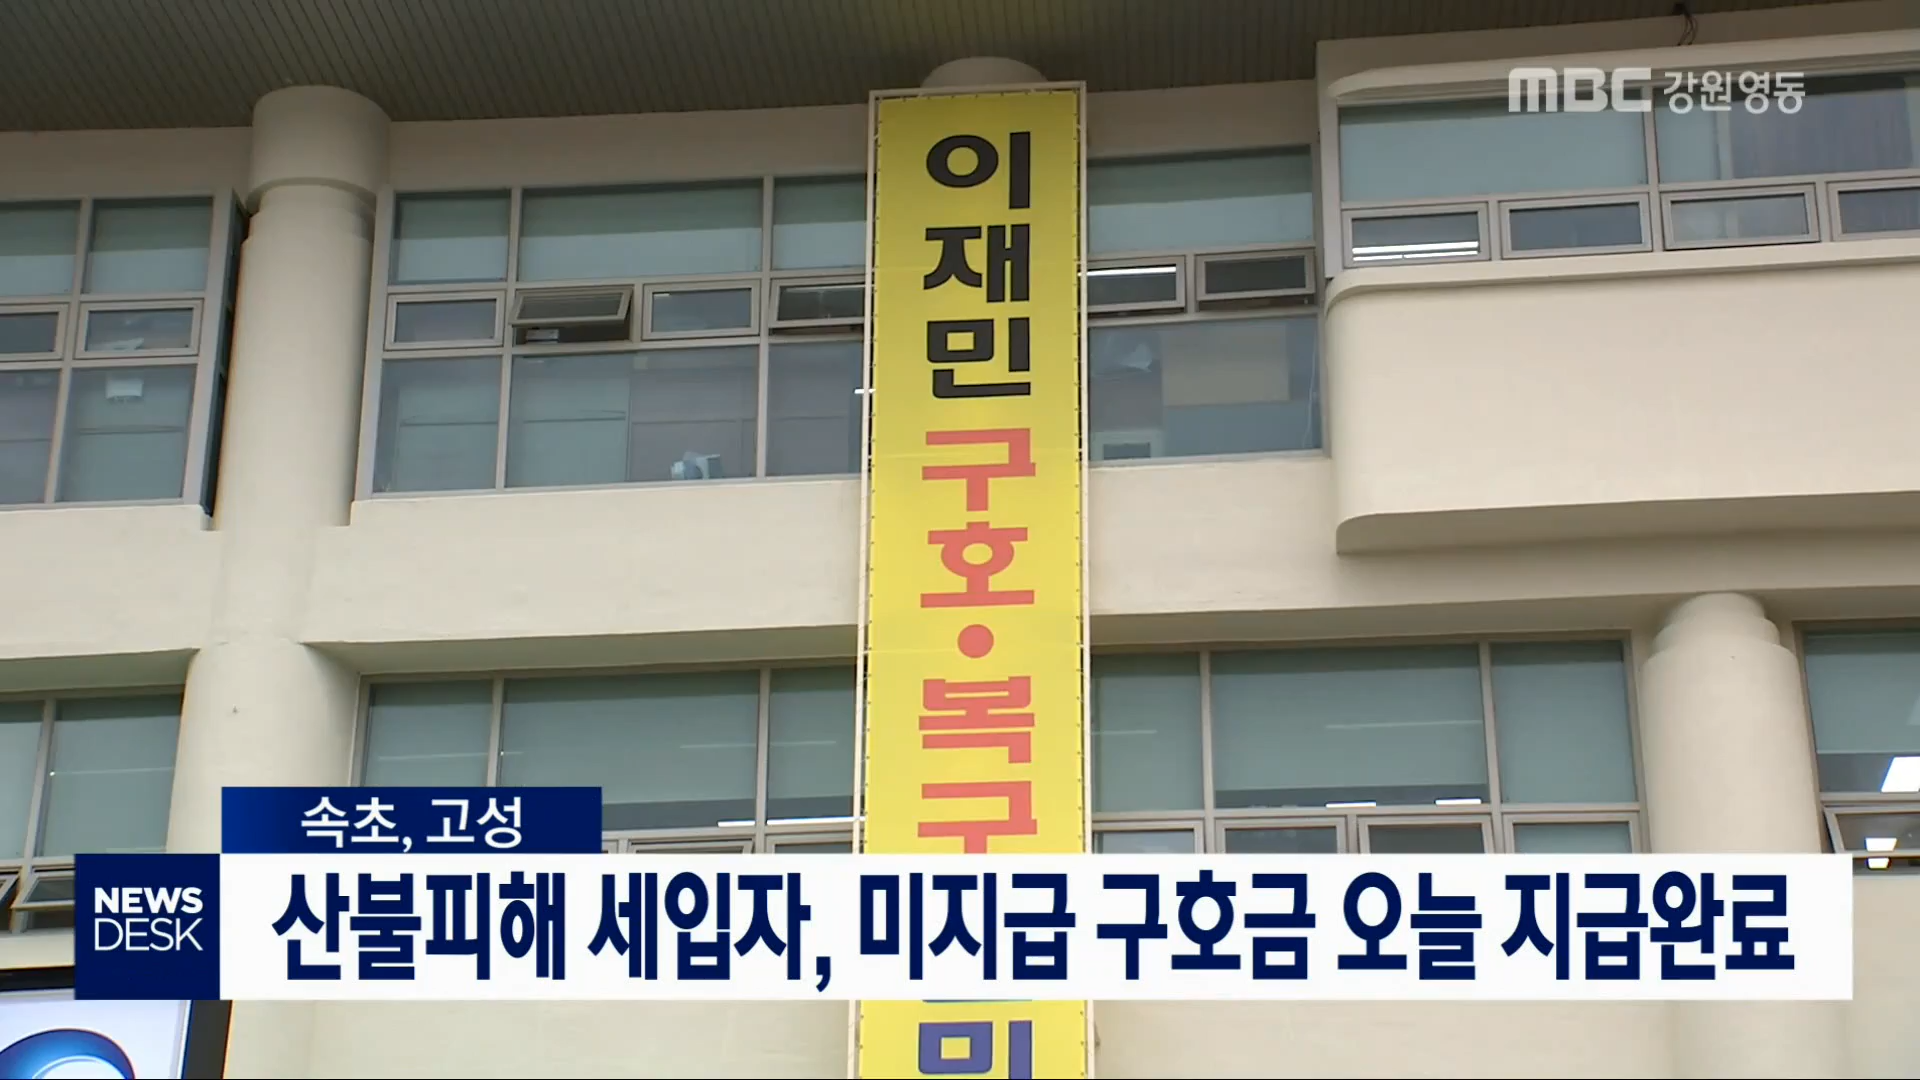 MBC 강원영동
이재민 구호·복구
민
속초, 고성
NEWS
DESK
산불피해 세입자, 미지급 구호금 오늘 지급완료